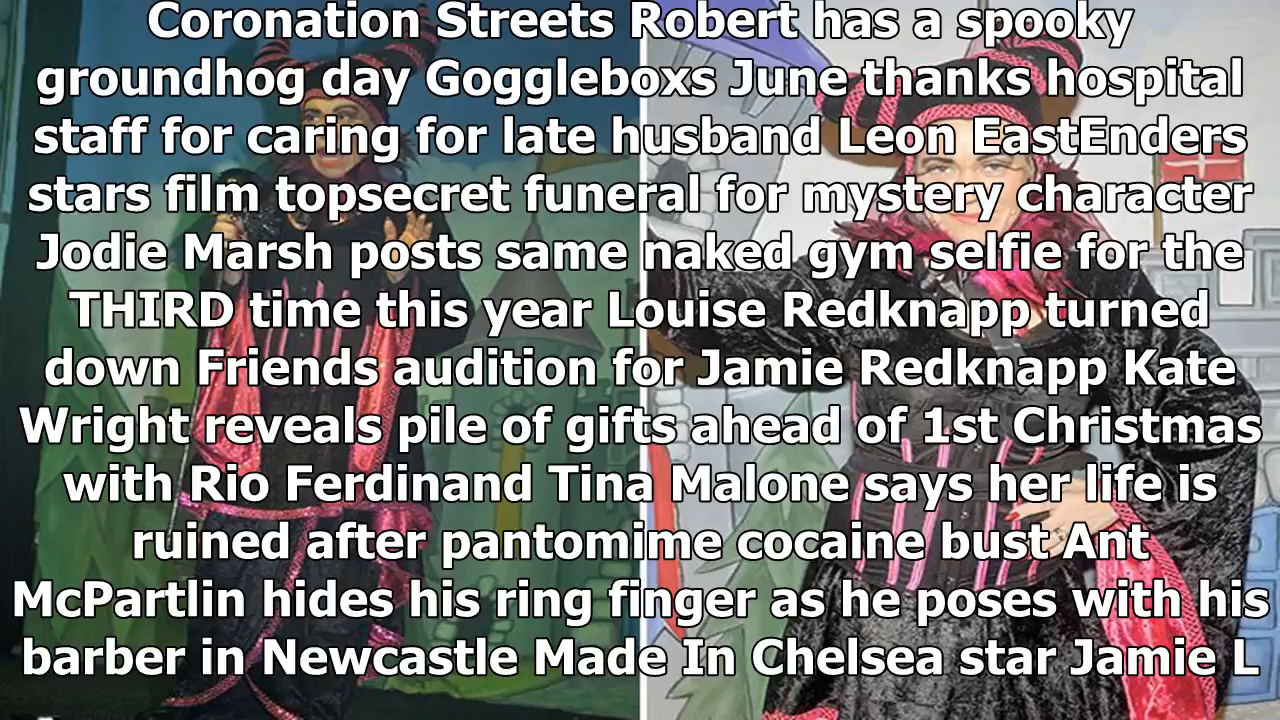 Coronation Streets Robert has a spooky
groundhog day Goggleboxs June thanks hospital
staff for caring for late husband Leon EastEnders
stars film topsecret funeral for mystery character
Jodie Marsh posts same naked gym selfie for the
THIRD time this year Louise Redknapp turned
down Friends audition for Jamie Redknapp Kate
Wright reveals pile of gifts ahead of 1st Christmas
with Rio Ferdinand Tina Malone says her life is
ruined after pantomime cocaine bust Ant
McPartlin hides his ring finger as he poses with his
barber in Newcastle Made In Chelsea star Jamie L